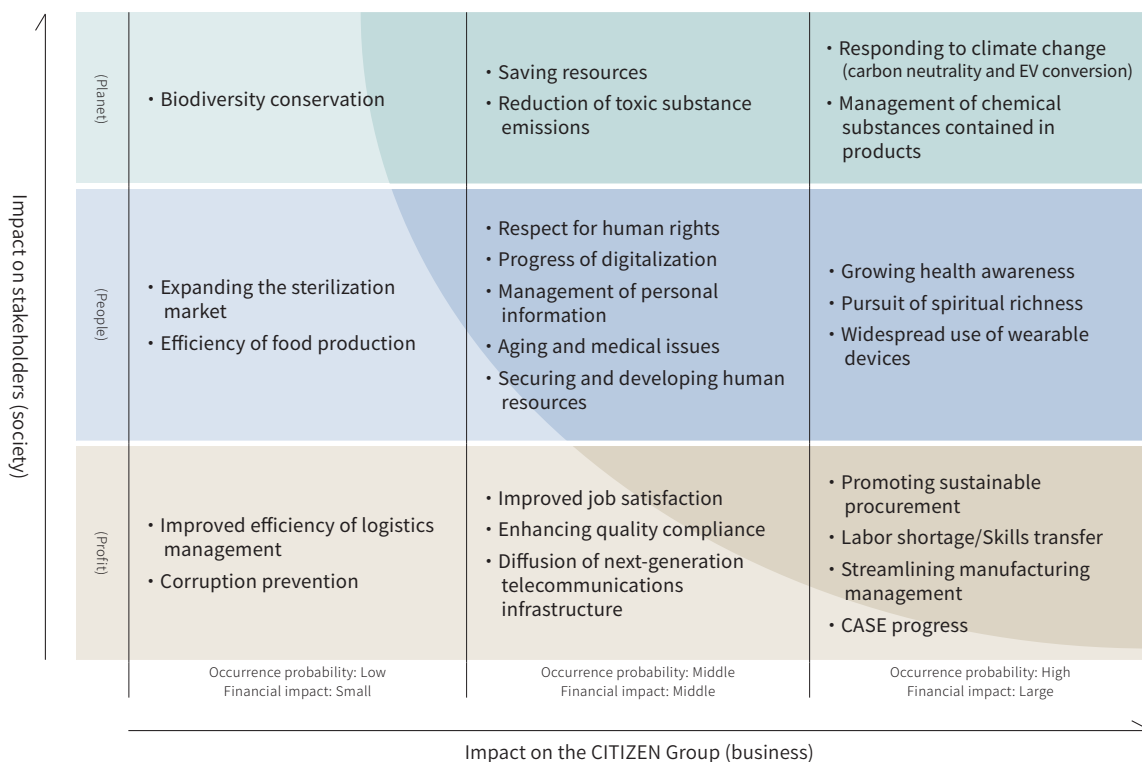 Impact on stakeholders (society)
(Planet)
・Biodiversity conservation
・Saving resources
・Reduction of toxic substance
emissions
・Responding to climate change
(carbon neutrality and EV conversion)
・Management of chemical
substances contained in
products
(People)
・Expanding the sterilization
market
・Efficiency of food production
・Respect for human rights
・Progress of digitalization
・Management of personal
information
・Aging and medical issues
・Securing and developing human
resources
・Growing health awareness
・Pursuit of spiritual richness
・Widespread use of wearable
devices
(Profit)
・Improved efficiency of logistics
management
・Corruption prevention
・Improved job satisfaction
・Enhancing quality compliance
・Diffusion of next-generation
telecommunications
infrastructure
・Promoting sustainable
procurement
・Labor shortage/Skills transfer
・Streamlining manufacturing
management
・CASE progress
Occurrence probability: Low
Financial impact: Small
Occurrence probability: Middle
Financial impact: Middle
Occurrence probability: High
Financial impact: Large
Impact on the CITIZEN Group (business)